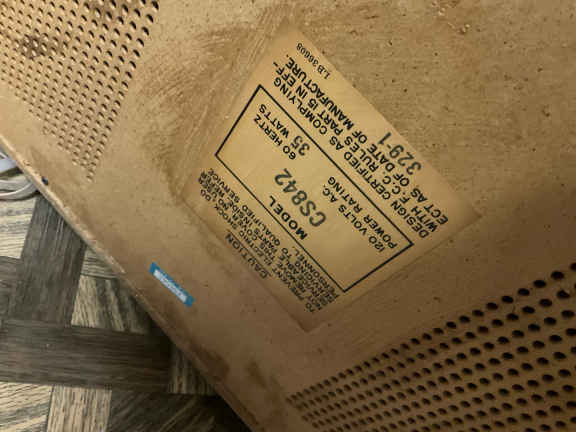 CAUTION
TO PREVENT ELECTRIC SHOCK, DO
NOT REMOVE COVER. NO USER
SERVICEABLE PARTS INSIDE. REFER
SERVICING TO QUALIFIED SERVICE
PERSONNEL.
MODEL
CS842
120 VOLTS A.C. 60 HERTZ
POWER RATING 35 WATTS
DESIGN CERTIFIED AS COMPLYING
WITH F.C.C. RULES PART 15 IN EFF-
ECT AS OF DATE OF MANUFACTURE.
329-1
LB36608